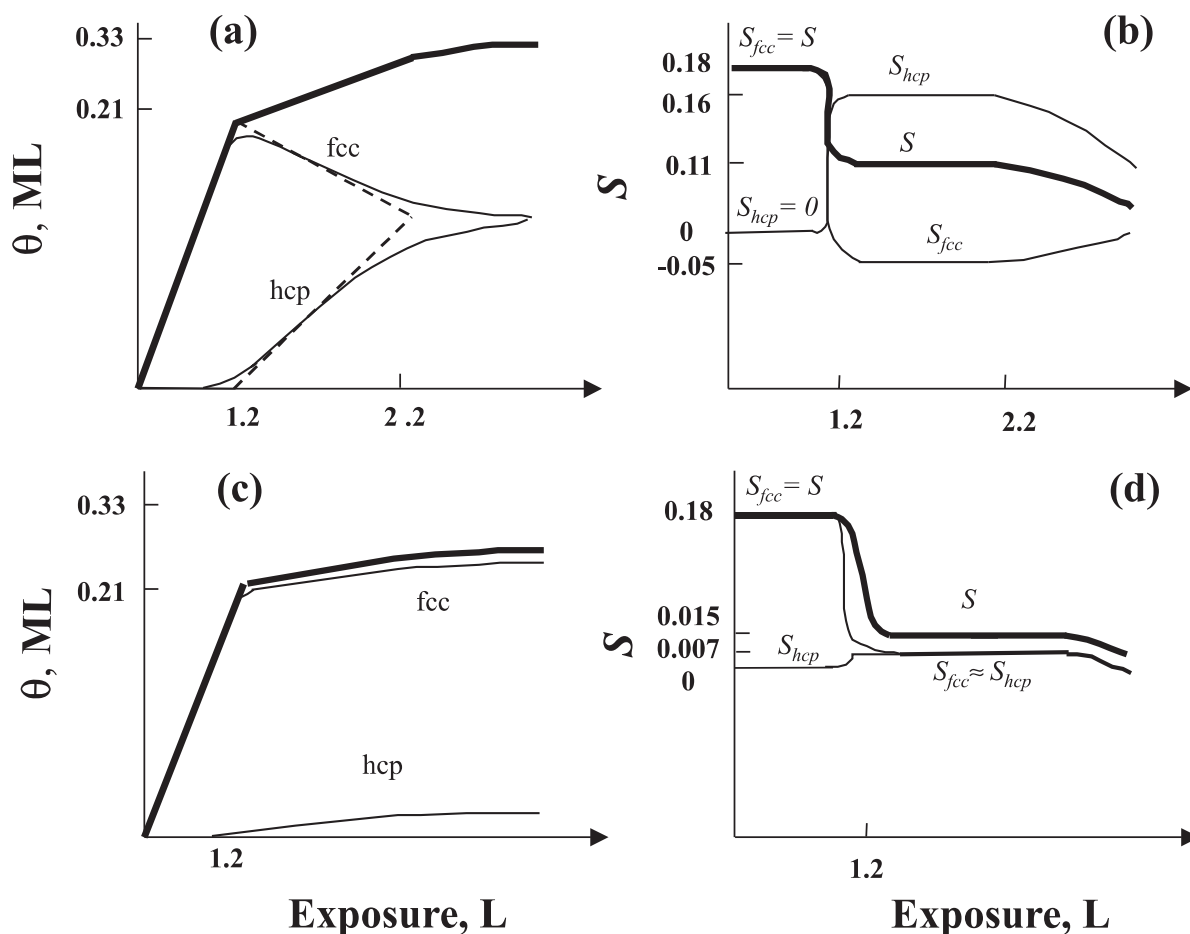 (a)
0.33
0.21
θ, ML
fcc
hcp
1.2
2 .2
(b)
S
S_fcc = S
0.18
0.16
0.11
0
-0.05
S_hcp
S
S_hcp = 0
S_fcc
1.2
2.2
(c)
0.33
0.21
θ, ML
fcc
hcp
1.2
Exposure, L
(d)
S
S_fcc = S
0.18
0.015
0.007
0
S
S_hcp
S_fcc ≈ S_hcp
1.2
Exposure, L